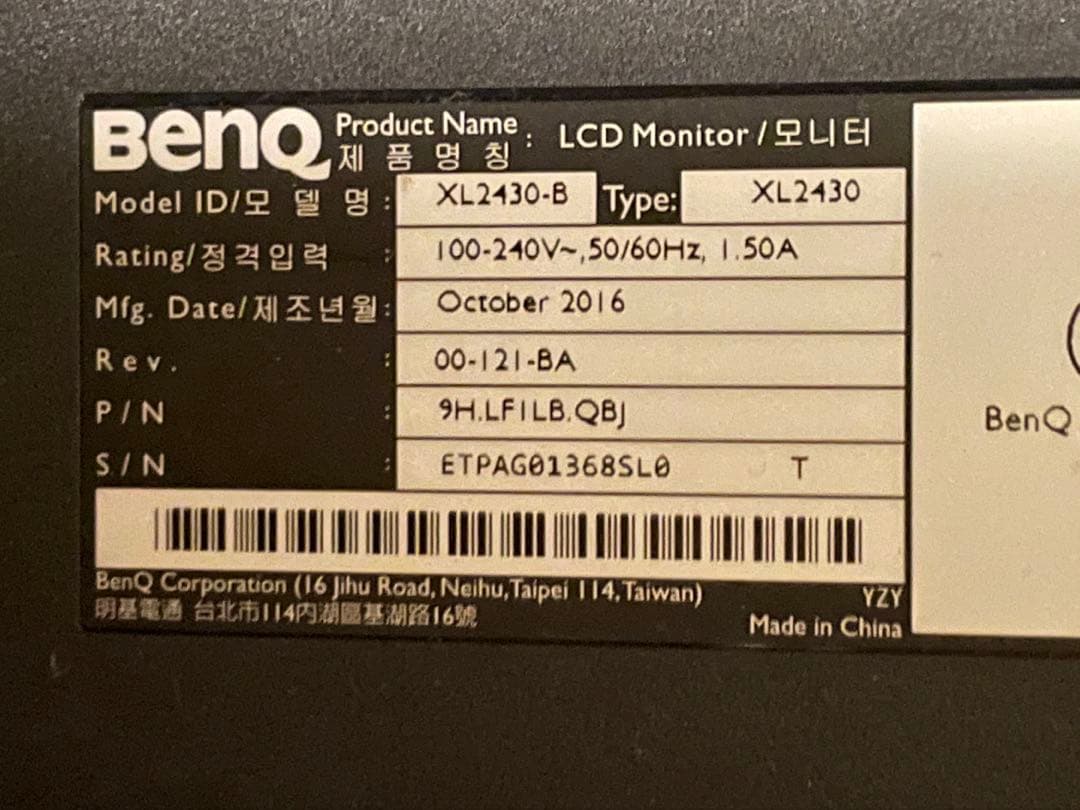 BenQ Product Name : LCD Monitor / 모니터
제 품 명 칭
Model ID/모 델 명 : XL2430-B Type: XL2430
Rating/정격입력 : 100-240V~,50/60Hz, 1.50A
Mfg. Date/제조년월: October 2016
Rev. : 00-121-BA
P/N : 9H.LF1LB.QBJ
S/N : ETPAG01368SL0 T
BenQ Corporation (16 Jihu Road, Neihu,Taipei 114,Taiwan) YZY
明基電通 台北市114內湖區基湖路16號
Made in China
BenQ